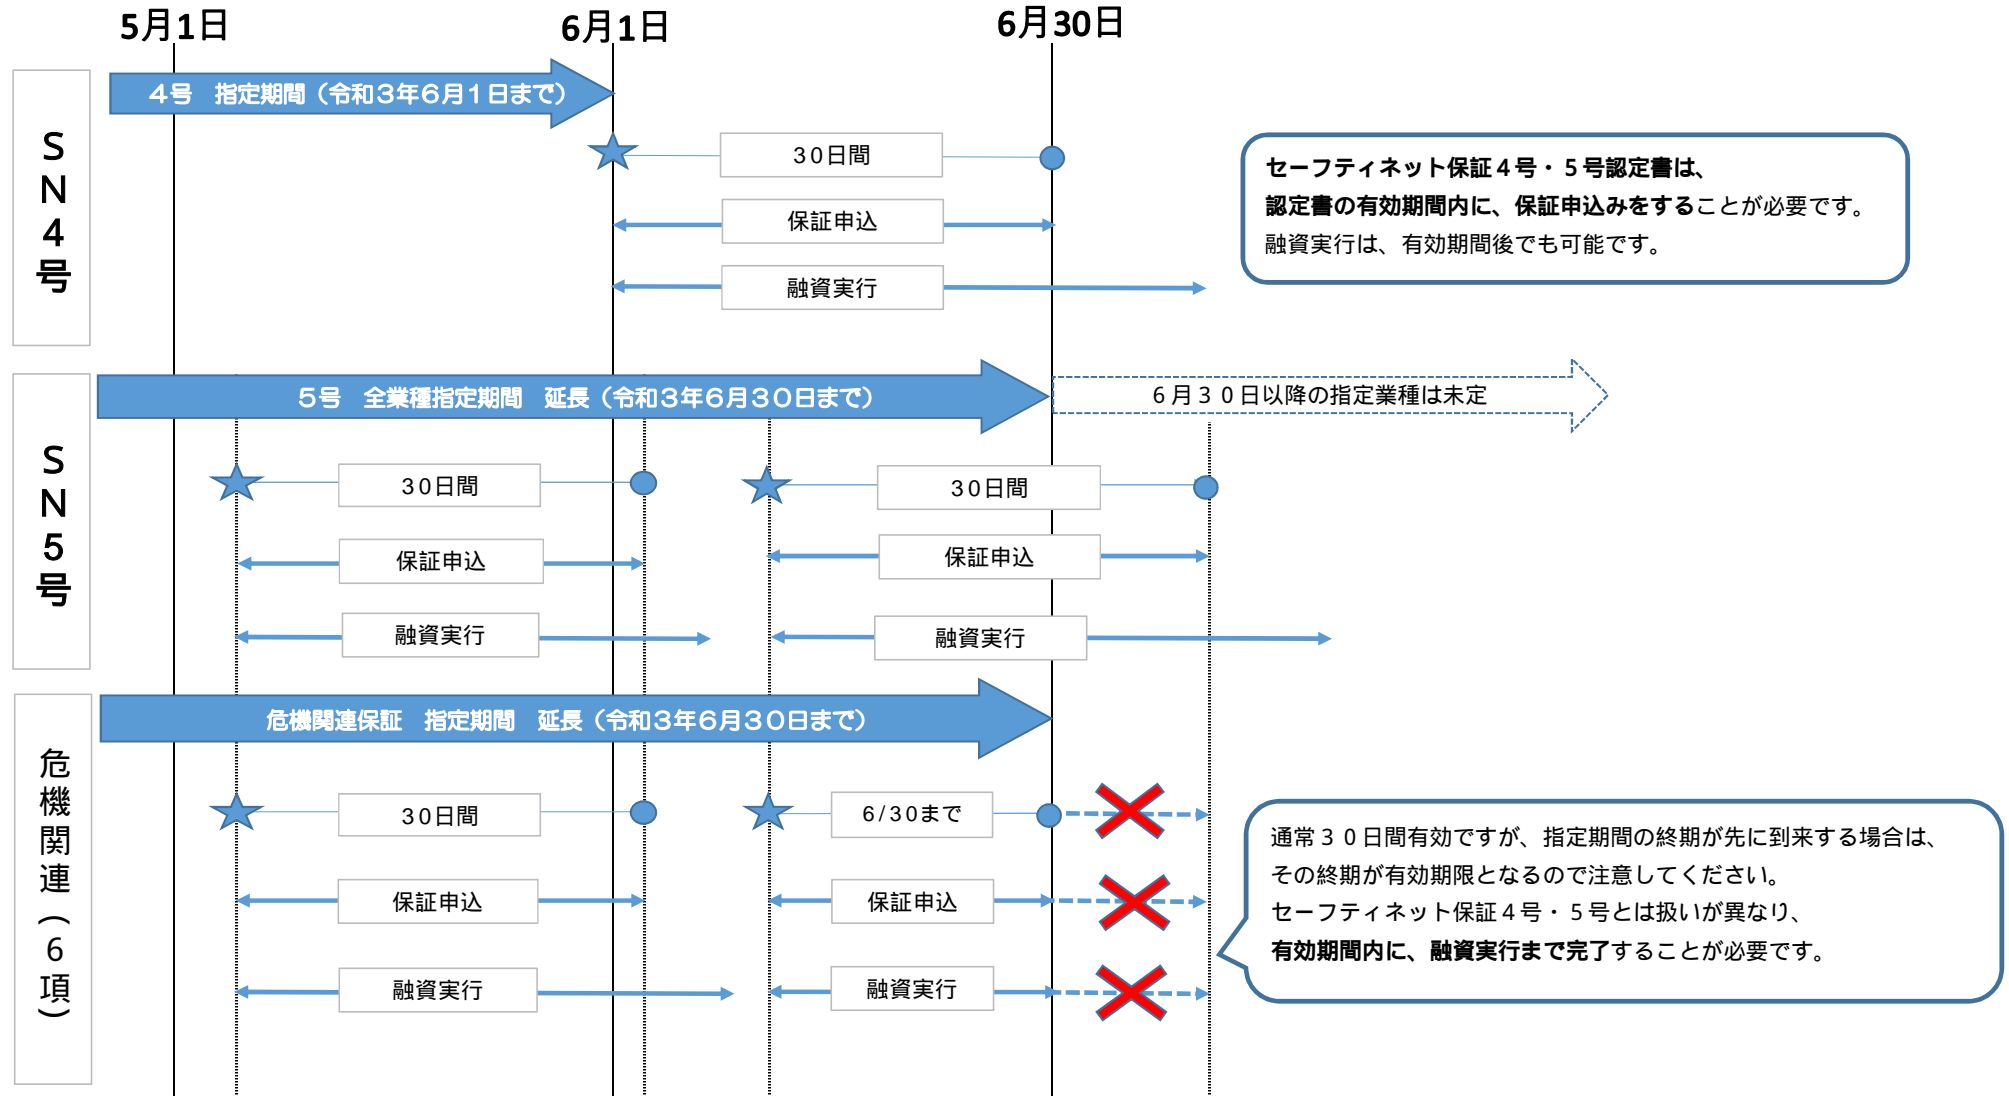 5月1日
6月1日
6月30日
SN4号
４号　指定期間（令和３年６月１日まで）
30日間
保証申込
融資実行
セーフティネット保証４号・５号認定書は、
認定書の有効期間内に、保証申込みをすることが必要です。
融資実行は、有効期間後でも可能です。
SN5号
５号　全業種指定期間　延長（令和３年６月３０日まで）
６月３０日以降の指定業種は未定
30日間
30日間
保証申込
保証申込
融資実行
融資実行
危機関連（６項）
危機関連保証　指定期間　延長（令和３年６月３０日まで）
30日間
6/30まで
保証申込
保証申込
融資実行
融資実行
通常３０日間有効ですが、指定期間の終期が先に到来する場合は、
その終期が有効期限となるので注意してください。
セーフティネット保証４号・５号とは扱いが異なり、
有効期間内に、融資実行まで完了することが必要です。